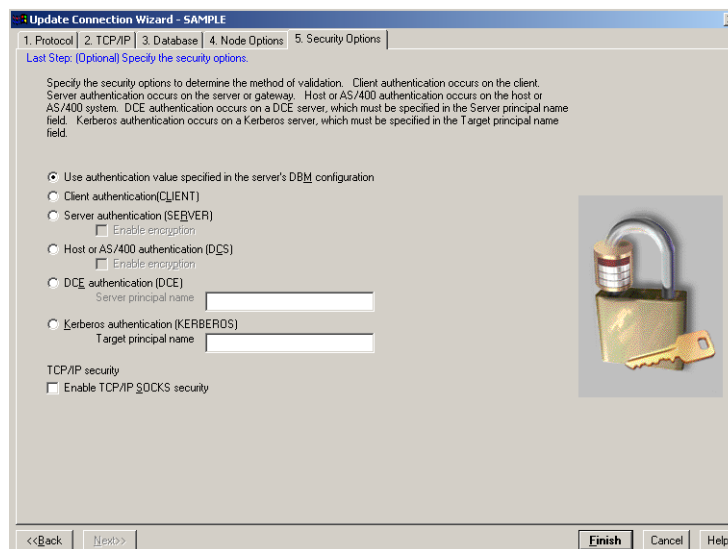 Update Connection Wizard - SAMPLE
1. Protocol 2. TCP/IP 3. Database 4. Node Options 5. Security Options
Last Step: (Optional) Specify the security options.
Specify the security options to determine the method of validation. Client authentication occurs on the client.
Server authentication occurs on the server or gateway. Host or AS/400 authentication occurs on the host or
AS/400 system. DCE authentication occurs on a DCE server, which must be specified in the Server principal name
field. Kerberos authentication occurs on a Kerberos server, which must be specified in the Target principal name
field.
Use authentication value specified in the server's DBM configuration
Client authentication(CLIENT)
Server authentication (SERVER)
Enable encryption
Host or AS/400 authentication (DCS)
Enable encryption
DCE authentication (DCE)
Server principal name
Kerberos authentication (KERBEROS)
Target principal name
TCP/IP security
Enable TCP/IP SOCKS security
<<Back Next>> Finish Cancel Help